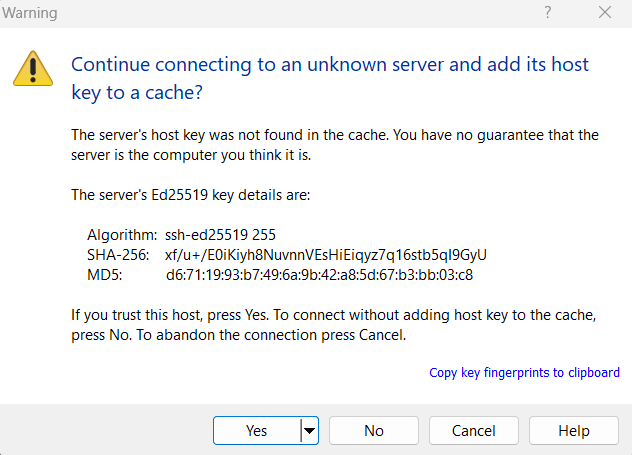 Warning
?
Continue connecting to an unknown server and add its host
key to a cache?
The server's host key was not found in the cache. You have no guarantee that the
server is the computer you think it is.
The server's Ed25519 key details are:
Algorithm: ssh-ed25519 255
SHA-256: xf/u+/E0iKiyh8NuvnnVEsHiEiqyz7q16stb5qI9GyU
MD5: d6:71:19:93:b7:49:6a:9b:42:a8:5d:67:b3:bb:03:c8
If you trust this host, press Yes. To connect without adding host key to the cache,
press No. To abandon the connection press Cancel.
Copy key fingerprints to clipboard
Yes
No
Cancel
Help